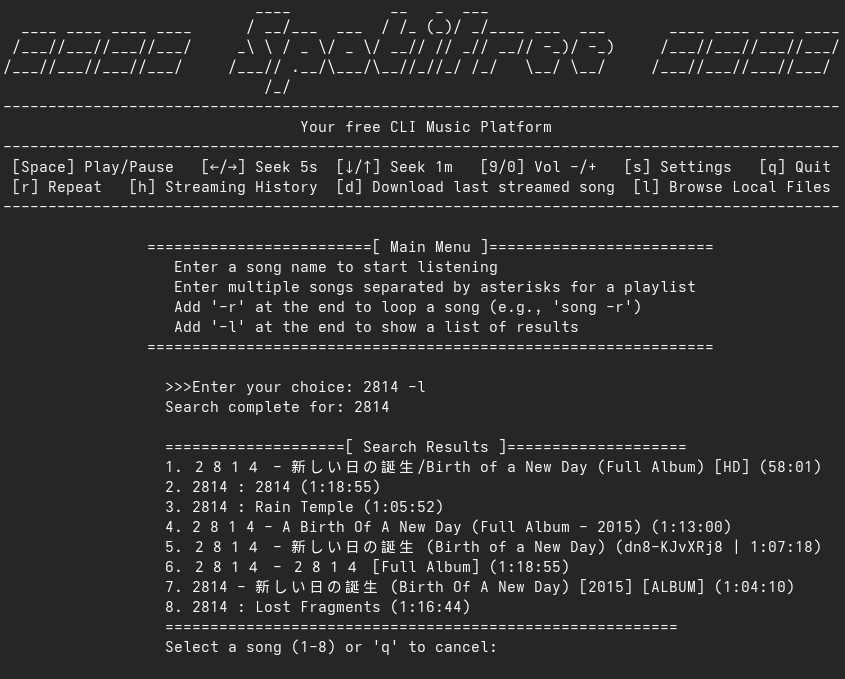 Spotifree
Your free CLI Music Platform
[Space] Play/Pause   [←/→] Seek 5s  [↓/↑] Seek 1m   [9/0] Vol -/+   [s] Settings   [q] Quit
[r] Repeat   [h] Streaming History  [d] Download last streamed song  [l] Browse Local Files
=========================[ Main Menu ]=========================
Enter a song name to start listening
Enter multiple songs separated by asterisks for a playlist
Add '-r' at the end to loop a song (e.g., 'song -r')
Add '-l' at the end to show a list of results
===============================================================
>>>Enter your choice: 2814 -l
Search complete for: 2814
====================[ Search Results ]====================
1. ２８１４ - 新しい日の誕生/Birth of a New Day (Full Album) [HD] (58:01)
2. 2814 : 2814 (1:18:55)
3. 2814 : Rain Temple (1:05:52)
4. 2 8 1 4 - A Birth Of A New Day (Full Album - 2015) (1:13:00)
5. ２８１４ - 新しい日の誕生 (Birth of a New Day) (dn8-KJvXRj8 | 1:07:18)
6. ２８１４ - ２８１４ [Full Album] (1:18:55)
7. 2814 - 新しい日の誕生 (Birth Of A New Day) [2015] [ALBUM] (1:04:10)
8. 2814 : Lost Fragments (1:16:44)
=========================================================
Select a song (1-8) or 'q' to cancel: